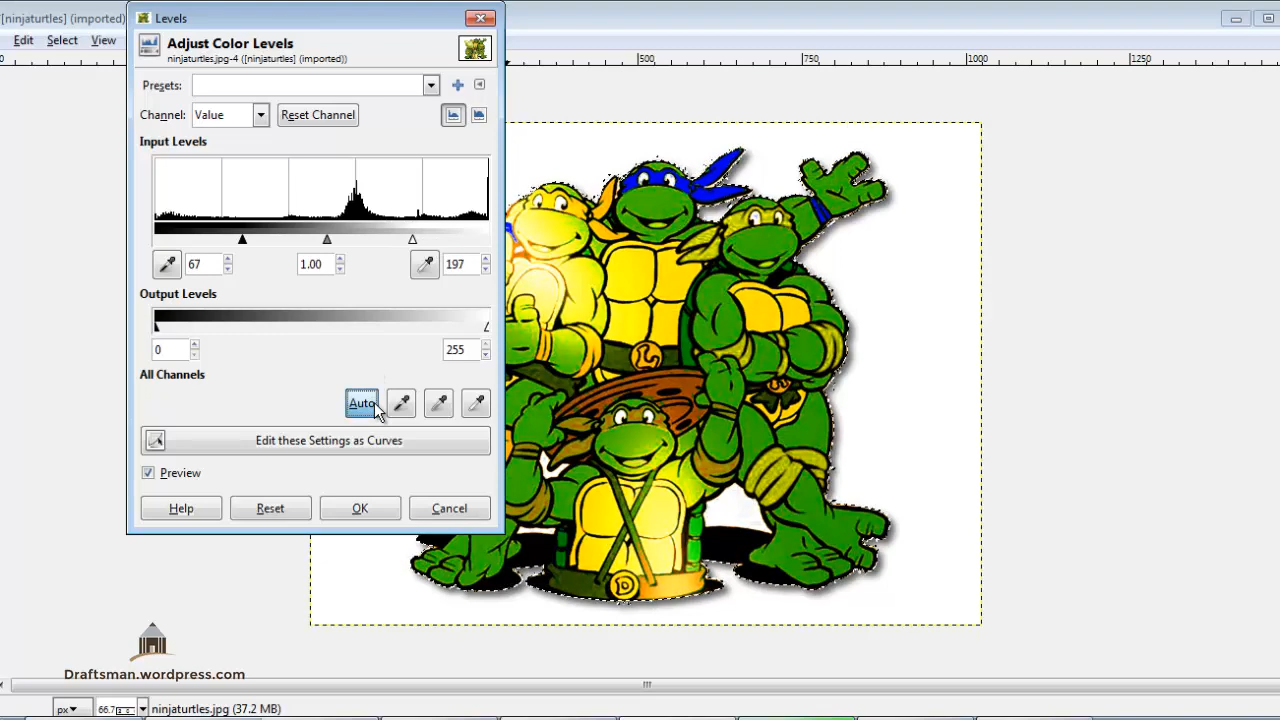 [ninjaturtles] (imported)
Levels
Edit Select View
Adjust Color Levels
ninjaturtles.jpg-4 ([ninjaturtles] (imported))
500 750 1000 1250
Presets:
Channel: Value Reset Channel
Input Levels
67 1.00 197
Output Levels
0 255
All Channels
Auto
Edit these Settings as Curves
Preview
Help Reset OK Cancel
L
D
Draftsman.wordpress.com
px 66.7 ninjaturtles.jpg (37.2 MB)